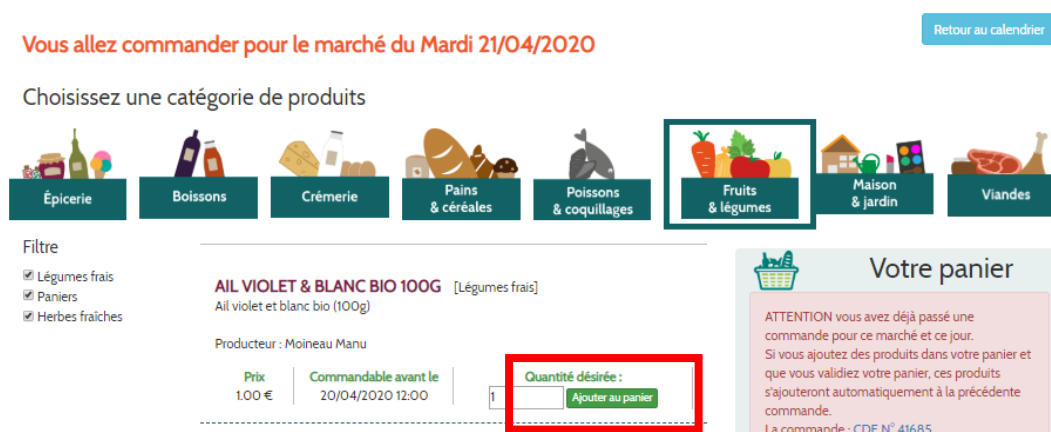 Vous allez commander pour le marché du Mardi 21/04/2020
Retour au calendrier
Choisissez une catégorie de produits
Épicerie
Boissons
Crémerie
Pains
& céréales
Poissons
& coquillages
Fruits
& légumes
Maison
& jardin
Viandes
Filtre
Légumes frais
Paniers
Herbes fraîches
AIL VIOLET & BLANC BIO 100G [Légumes frais]
Ail violet et blanc bio (100g)
Producteur : Moineau Manu
Prix
1.00 €
Commandable avant le
20/04/2020 12:00
Quantité désirée :
1
Ajouter au panier
Votre panier
ATTENTION vous avez déjà passé une
commande pour ce marché et ce jour.
Si vous ajoutez des produits dans votre panier et
que vous validiez votre panier, ces produits
s'ajouteront automatiquement à la précédente
commande.
La commande : CDE N° 41685